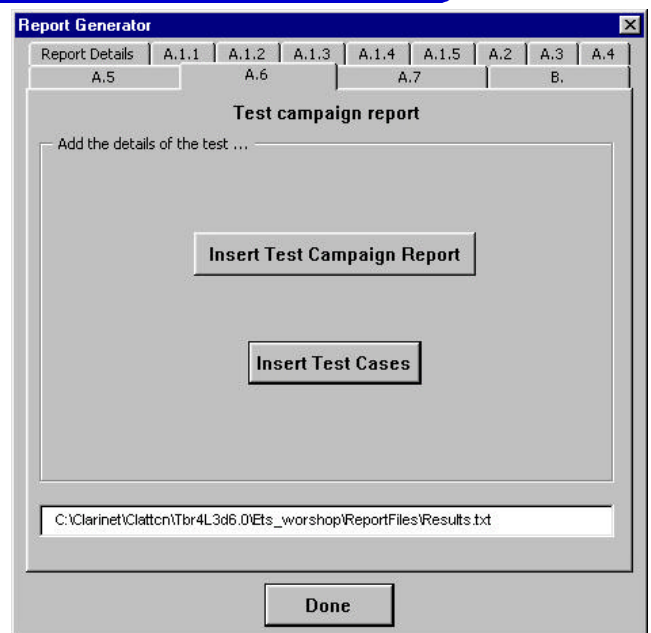 Report Generator
Report Details A.1.1 A.1.2 A.1.3 A.1.4 A.1.5 A.2 A.3 A.4
A.5 A.6 A.7 B.
Test campaign report
Add the details of the test ...
Insert Test Campaign Report
Insert Test Cases
C:\Clarinet\Clattcn\Tbr4L3d6.0\Ets_worshop\ReportFiles\Results.txt
Done